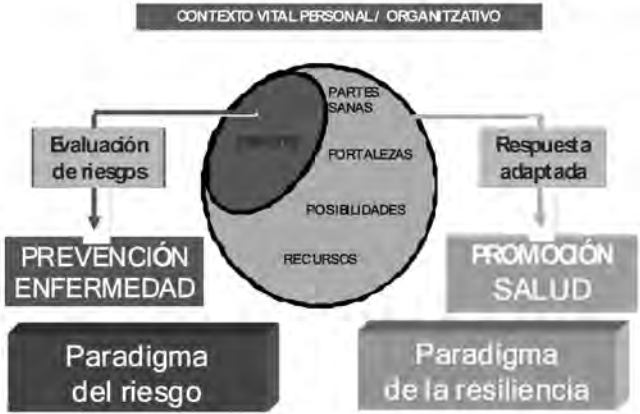 CONTEXTO VITAL PERSONAL / ORGANITZATIVO
PARTES
SANAS
FORTALEZAS
POSIBILIDADES
RECURSOS
Evaluación
de riesgos
Respuesta
adaptada
PREVENCIÓN
ENFERMEDAD
PROMOCIÓN
SALUD
Paradigma
del riesgo
Paradigma
de la resiliencia